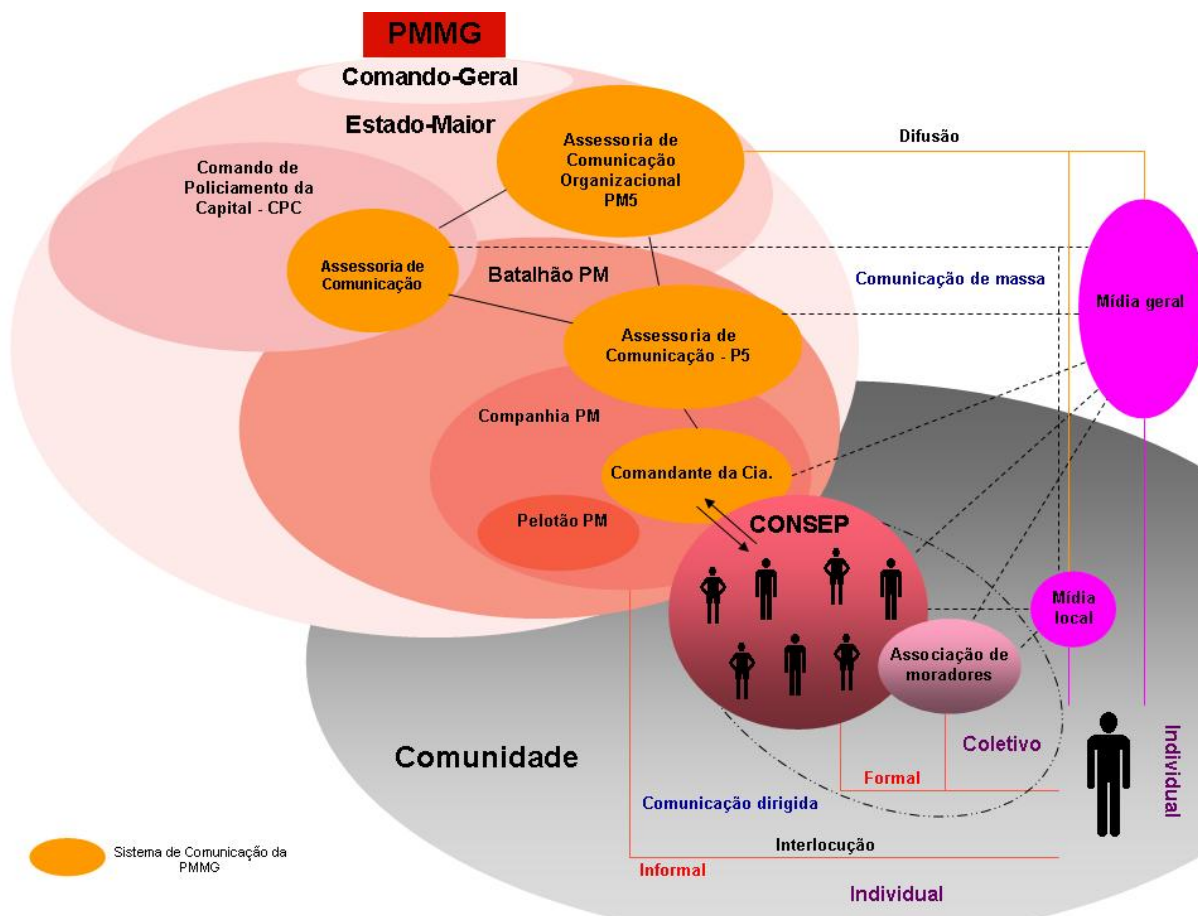 PMMG
Comando-Geral
Estado-Maior
Assessoria de
Comunicação
Organizacional
PM5
Difusão
Comando de
Policiamento da
Capital - CPC
Assessoria de
Comunicação
Batalhão PM
Comunicação de massa
Mídia geral
Assessoria de
Comunicação - P5
Companhia PM
Comandante da Cia.
Pelotão PM
CONSEP
Mídia
local
Associação de
moradores
Comunidade
Coletivo
Individual
Formal
Comunicação dirigida
Interlocução
Informal
Individual
Sistema de Comunicação da
PMMG